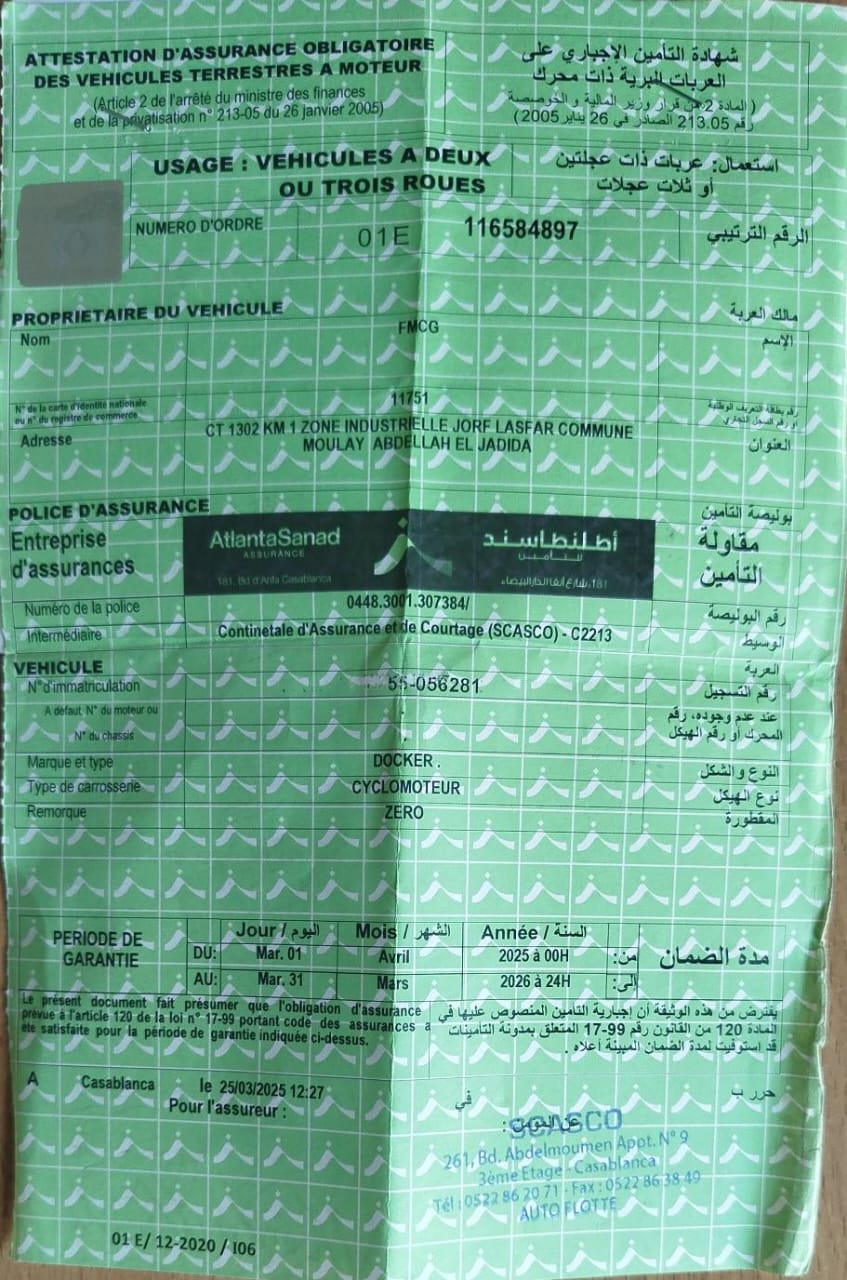 ATTESTATION D'ASSURANCE OBLIGATOIRE
DES VEHICULES TERRESTRES A MOTEUR
(Article 2 de l'arrêté du ministre des finances
et de la privatisation n° 213-05 du 26 janvier 2005)
شهادة التأمين الإجباري على
العربات البرية ذات محرك
(المادة 2 من قرار وزير المالية و الخوصصة
رقم 213.05 الصادر في 26 يناير 2005)
USAGE : VEHICULES A DEUX
OU TROIS ROUES
استعمال: عربات ذات عجلتين
أو ثلاث عجلات
NUMERO D'ORDRE 01E 116584897 الرقم الترتيبي
PROPRIETAIRE DU VEHICULE مالك العربة
Nom FMCG الإسم
N° de la carte d'identité nationale
ou n° du registre de commerce
11751
رقم بطاقة التعريف الوطنية
او رقم السجل التجاري
Adresse CT 1302 KM 1 ZONE INDUSTRIELLE JORF LASFAR COMMUNE العنوان
MOULAY ABDELLAH EL JADIDA
POLICE D'ASSURANCE بوليصة التأمين
Entreprise
d'assurances
AtlantaSanad
ASSURANCE
181, Bd d'Anfa Casablanca
أطلنطاسند
للتأمين
181، شارع أنفا الدار البيضاء
مقاولة
التأمين
Numéro de la police 0448.3001.307384/ رقم البوليصة
Intermédiaire Continetale d'Assurance et de Courtage (SCASCO) - C2213 الوسيط
VEHICULE العربة
N°d'immatriculation 55-056281 رقم التسجيل
A défaut, N° du moteur ou
N° du chassis
عند عدم وجوده، رقم
المحرك أو رقم الهيكل
Marque et type DOCKER . النوع والشكل
Type de carrosserie CYCLOMOTEUR نوع الهيكل
Remorque ZERO المقطورة
PERIODE DE
GARANTIE
Jour / اليوم Mois / الشهر Année / السنة
DU: Mar. 01 Avril 2025 à 00H من:
AU: Mar. 31 Mars 2026 à 24H إلى:
مدة الضمان
Le présent document fait présumer que l'obligation d'assurance
prévue à l'article 120 de la loi n° 17-99 portant code des assurances a
été satisfaite pour la période de garantie indiquée ci-dessus.
يفترض من هذه الوثيقة أن إجبارية التأمين المنصوص عليها في
المادة 120 من القانون رقم 99-17 المتعلق بمدونة التأمينات
قد استوفيت لمدة الضمان المبينة أعلاه .
A Casablanca le 25/03/2025 12:27 في حرر ب
Pour l'assureur : عن المؤمن :
SCASCO
261, Bd. Abdelmoumen Appt. N° 9
3ème Etage - Casablanca
Tél : 0522 86 20 71 - Fax : 0522 86 38 49
AUTO FLOTTE
01 E/ 12-2020 / I06